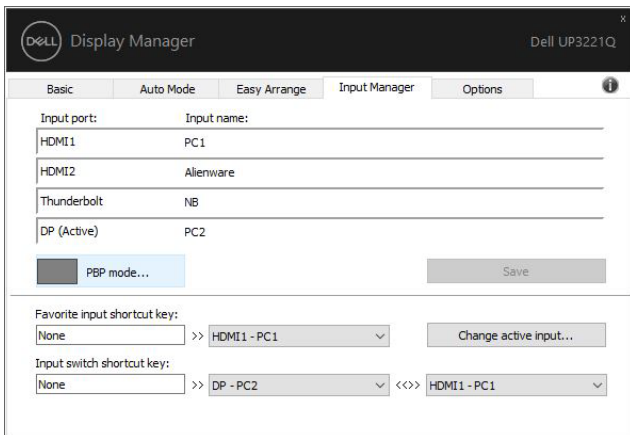 DELL Display Manager
x
Dell UP3221Q
Basic Auto Mode Easy Arrange Input Manager Options
Input port: Input name:
HDMI1 PC1
HDMI2 Alienware
Thunderbolt NB
DP (Active) PC2
PBP mode... Save
Favorite input shortcut key:
None >> HDMI1 - PC1 Change active input...
Input switch shortcut key:
None >> DP - PC2 <<>> HDMI1 - PC1